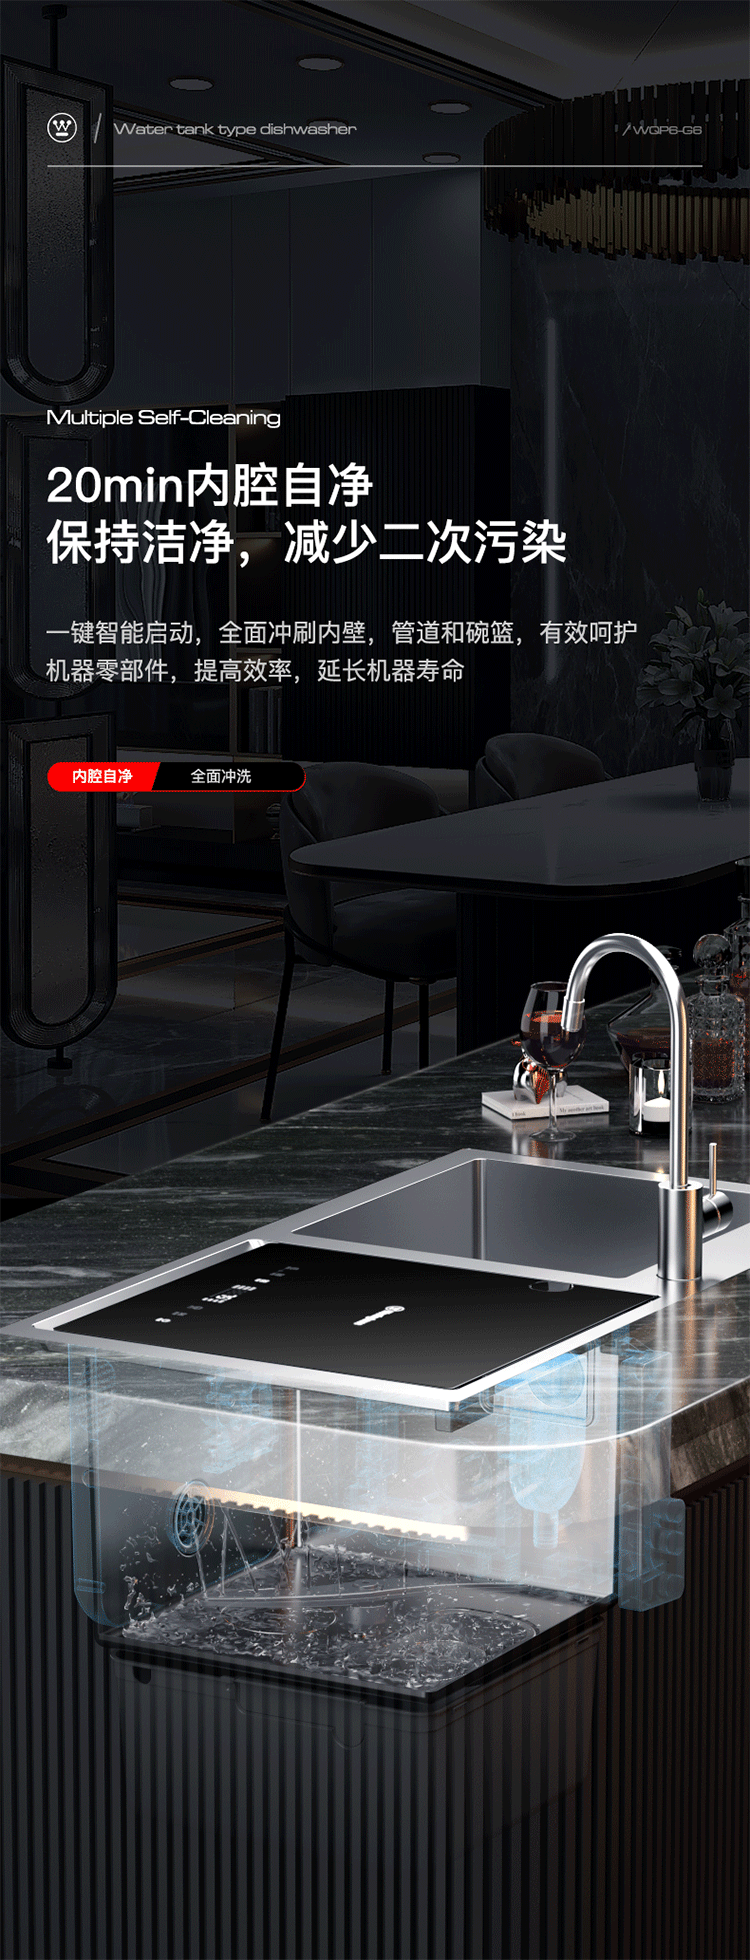 Water tank type dishwasher
WQP6-G6
Multiple Self-Cleaning
20min内腔自净
保持洁净，减少二次污染
一键智能启动，全面冲刷内壁，管道和碗篮，有效呵护
机器零部件，提高效率，延长机器寿命
内腔自净 全面冲洗